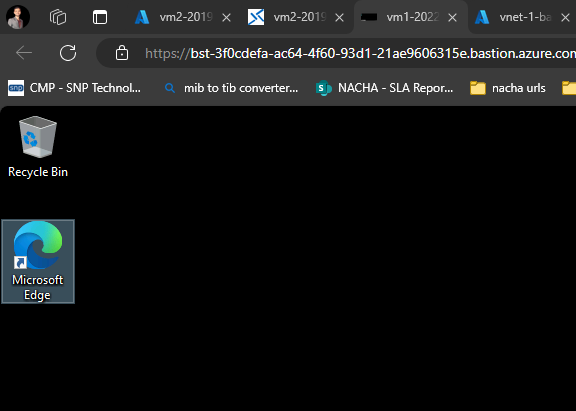 vm2-2019
vm2-2019
vm1-2022
vnet-1-ba
https://bst-3f0cdefa-ac64-4f60-93d1-21ae9606315e.bastion.azure.com
snp CMP - SNP Technol...
mib to tib converter...
NACHA - SLA Repor...
nacha urls
Recycle Bin
Microsoft
Edge